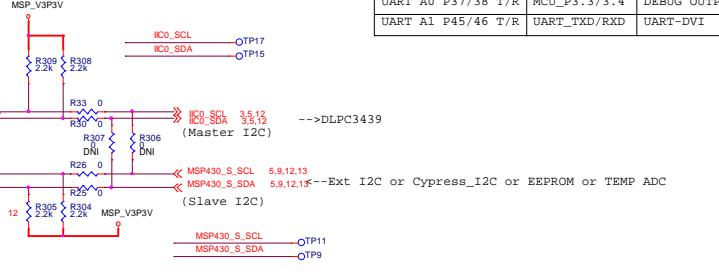 MSP_V3P3V
UART A0 P37/38 T/R MCU_P3.3/3.4 DEBUG OUTP
UART A1 P45/46 T/R UART_TXD/RXD UART-DVI
IIC0_SCL TP17
IIC0_SDA TP15
R309 R308
2.2k 2.2k
R33 0
IIC0_SCL 3,5,12
R30 0
IIC0_SDA 3,5,12
-->DLPC3439
(Master I2C)
R307 R306
0 0
DNI DNI
R26 0
MSP430_S_SCL 5,9,12,13
R25 0
MSP430_S_SDA 5,9,12,13
<--Ext I2C or Cypress_I2C or EEPROM or TEMP ADC
(Slave I2C)
12
R305 R304
2.2k 2.2k
MSP_V3P3V
MSP430_S_SCL TP11
MSP430_S_SDA TP9